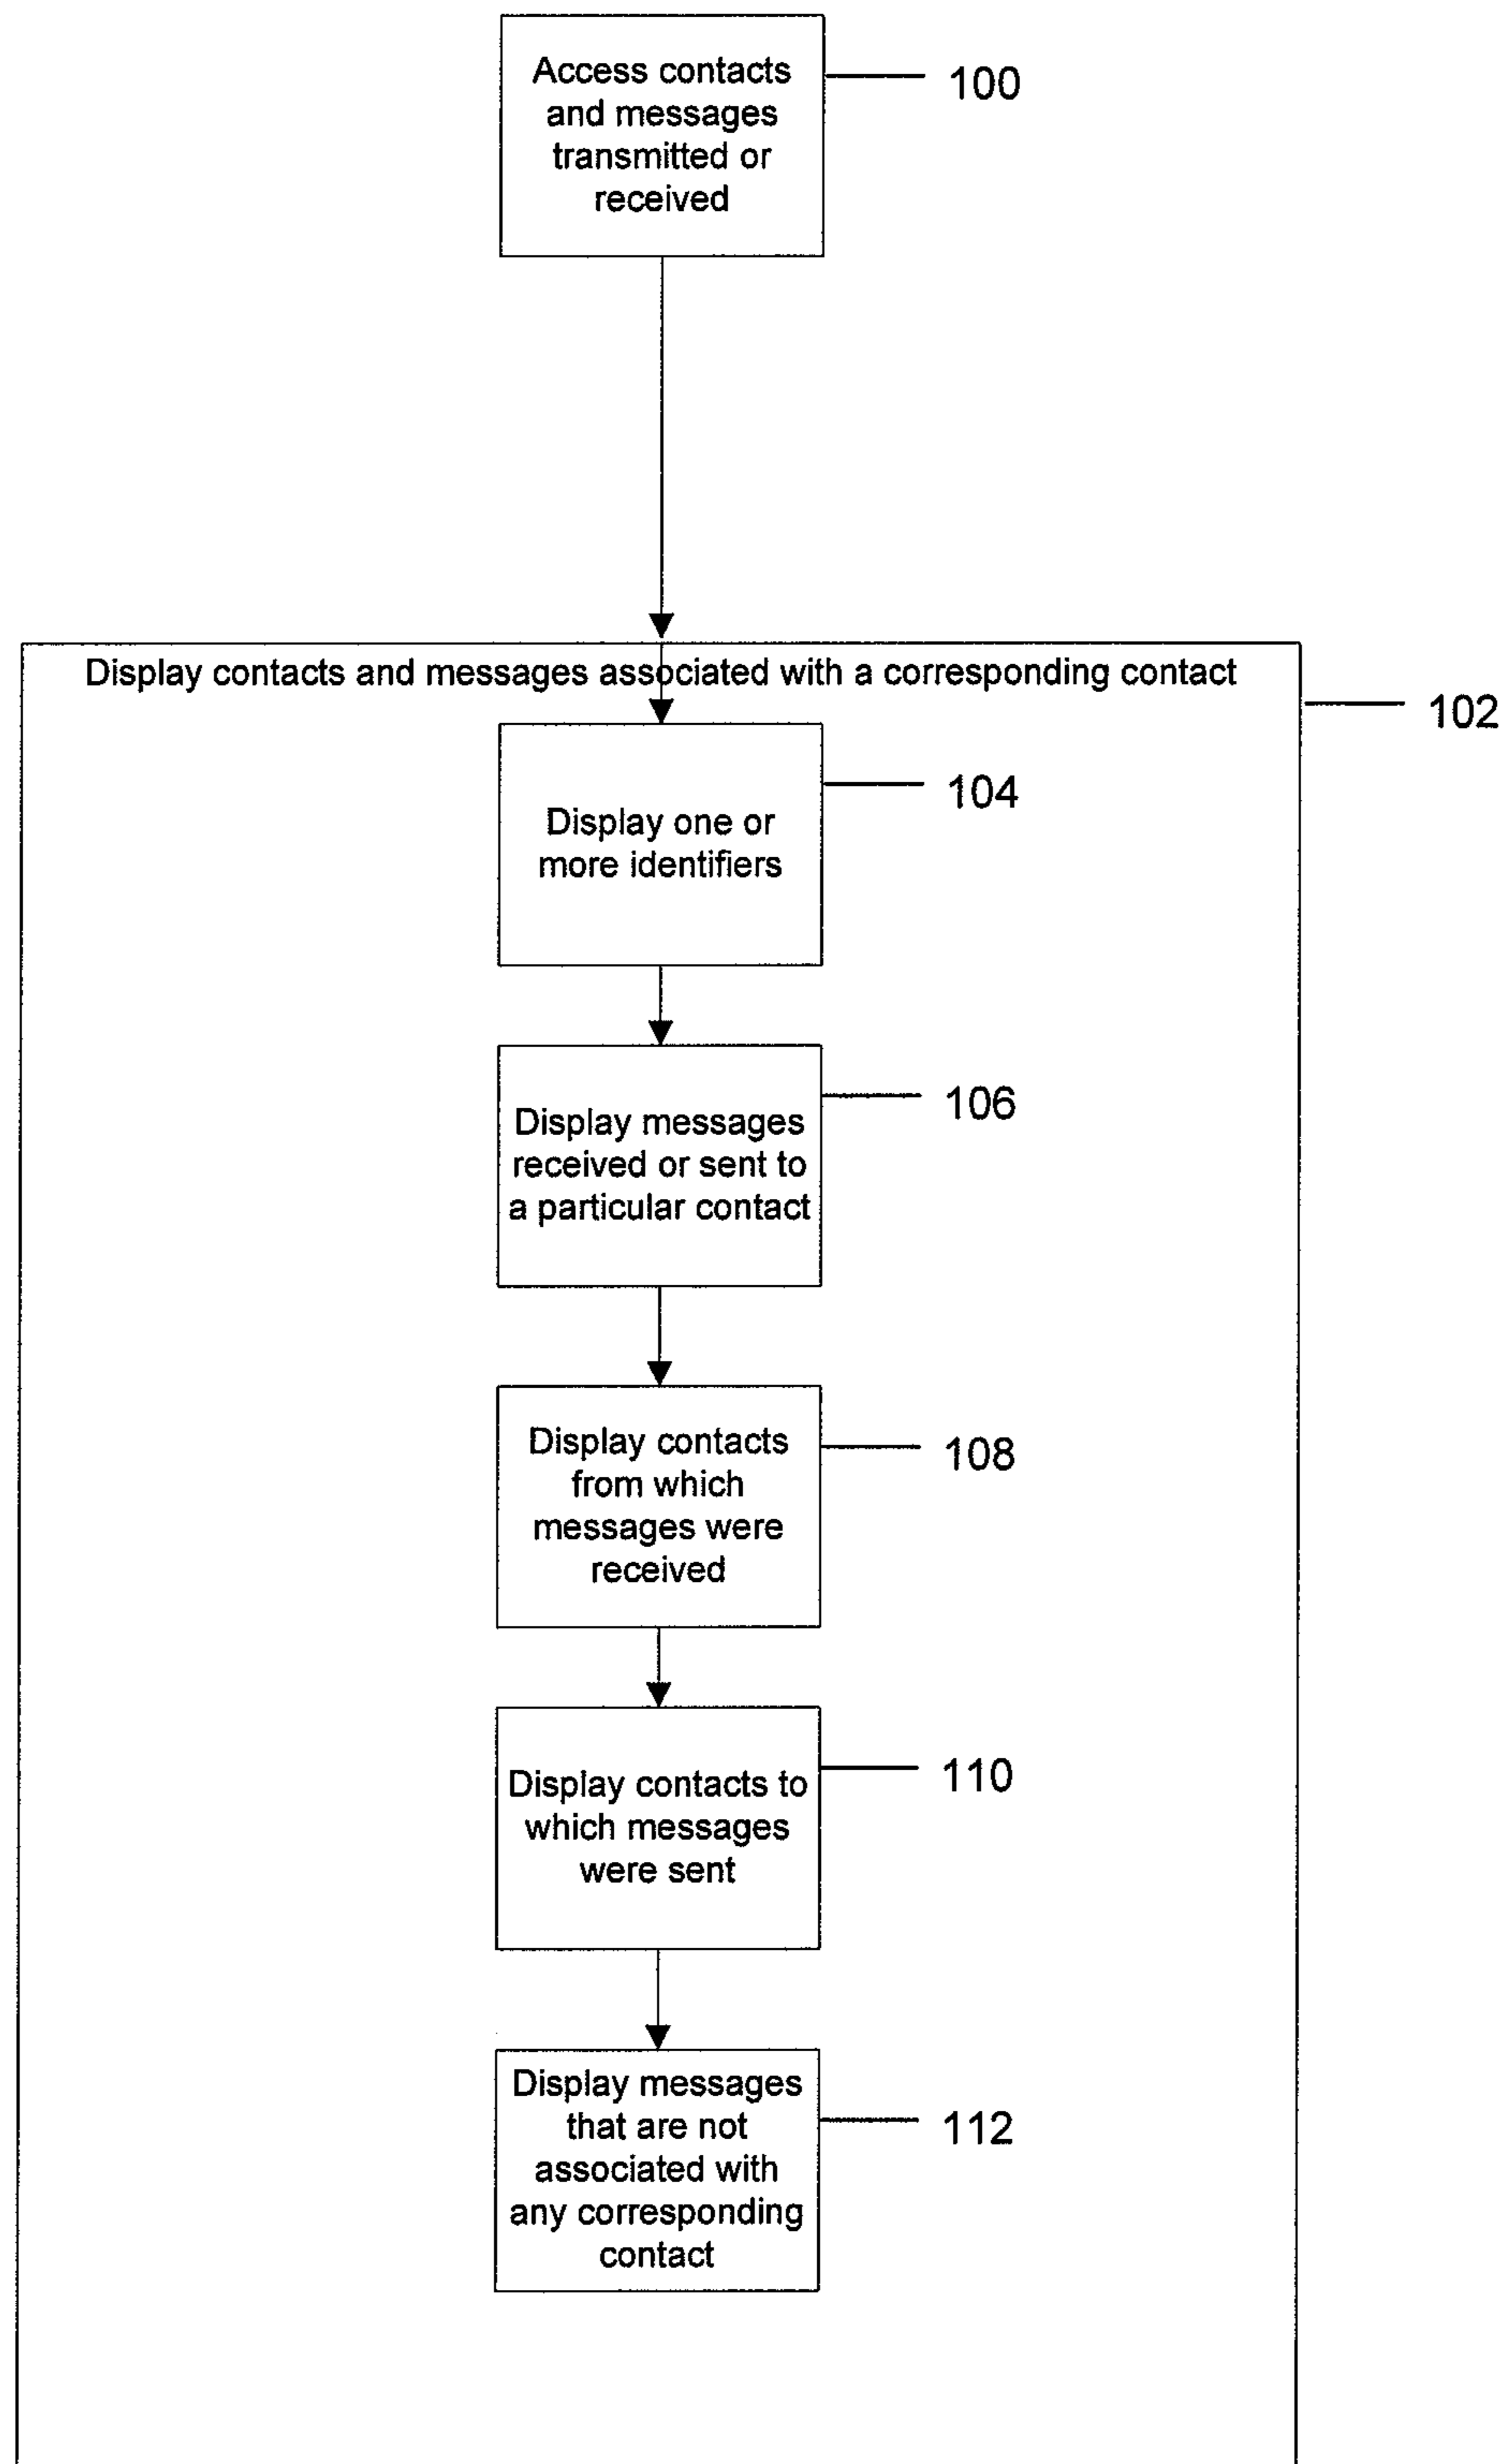 Access contacts
and messages
transmitted or
received
100
Display contacts and messages associated with a corresponding contact
102
Display one or
more identifiers
104
Display messages
received or sent to
a particular contact
106
Display contacts
from which
messages were
received
108
Display contacts to
which messages
were sent
110
Display messages
that are not
associated with
any corresponding
contact
112